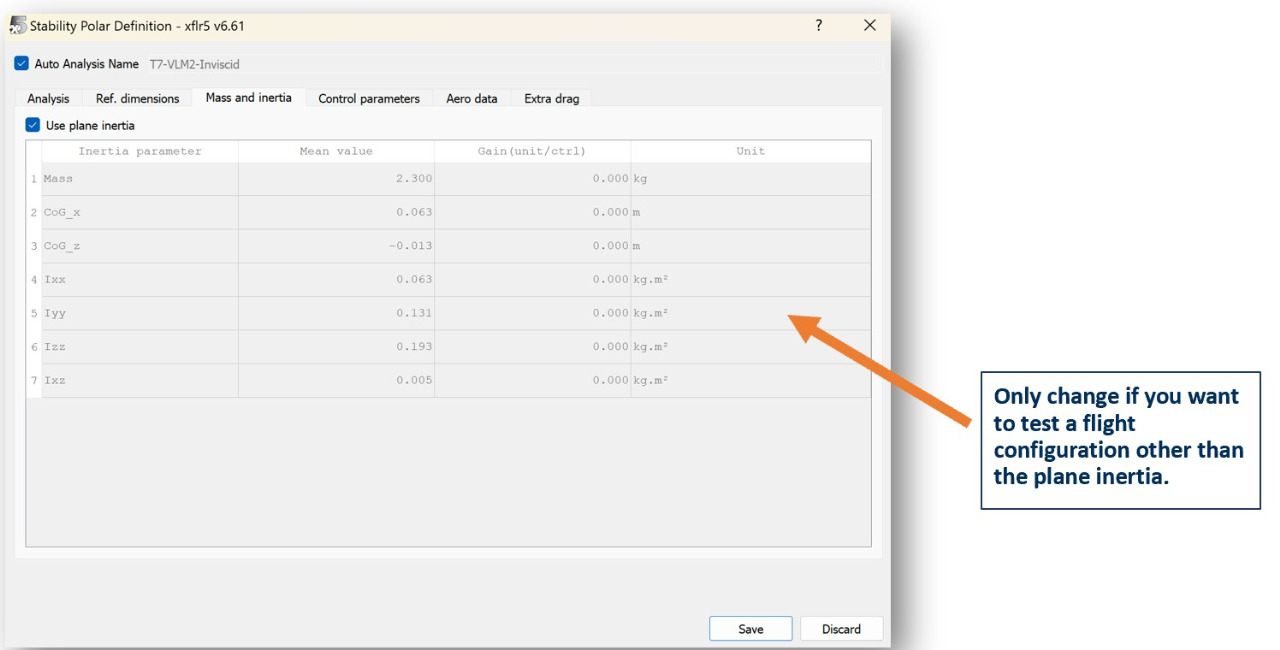 Stability Polar Definition - xflr5 v6.61 ?
Auto Analysis Name T7-VLM2-Inviscid
Analysis Ref. dimensions Mass and inertia Control parameters Aero data Extra drag
Use plane inertia
Inertia parameter Mean value Gain(unit/ctrl) Unit
1 Mass 2.300 0.000 kg
2 CoG_x 0.063 0.000 m
3 CoG_z -0.013 0.000 m
4 Ixx 0.063 0.000 kg.m²
5 Iyy 0.131 0.000 kg.m²
6 Izz 0.193 0.000 kg.m²
7 Ixz 0.005 0.000 kg.m²
Only change if you want
to test a flight
configuration other than
the plane inertia.
Save Discard